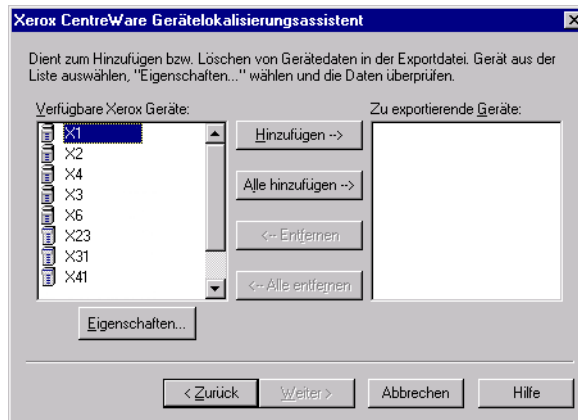 Xerox CentreWare Gerätelokalisierungsassistent
Dient zum Hinzufügen bzw. Löschen von Gerätedaten in der Exportdatei. Gerät aus der
Liste auswählen, "Eigenschaften..." wählen und die Daten überprüfen.
Verfügbare Xerox Geräte:
Zu exportierende Geräte:
X1
X2
X4
X3
X6
X23
X31
X41
Hinzufügen -->
Alle hinzufügen -->
<-- Entfernen
<-- Alle entfernen
Eigenschaften...
< Zurück
Weiter >
Abbrechen
Hilfe